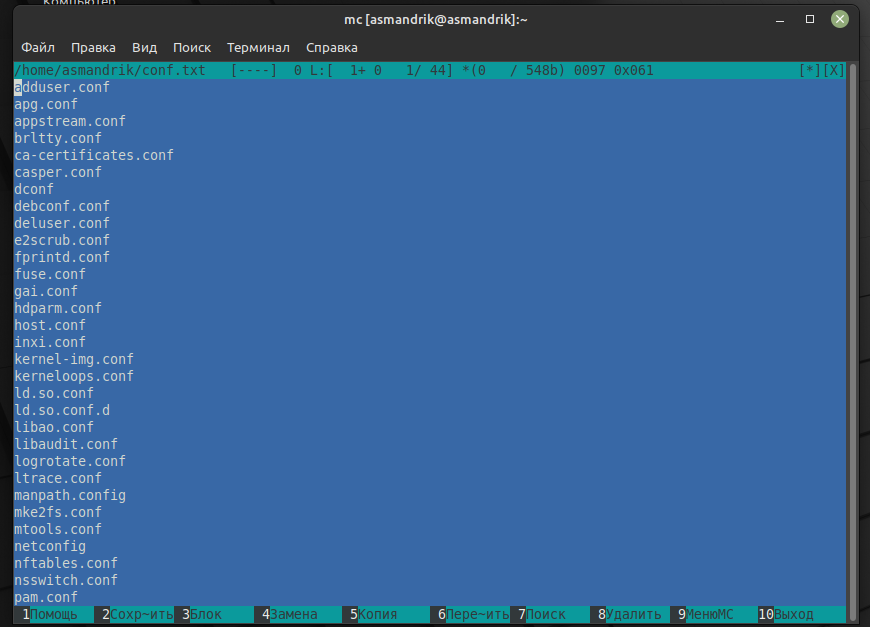 Компьютер
mc [asmandrik@asmandrik]:~
Файл Правка Вид Поиск Терминал Справка
/home/asmandrik/conf.txt [----] 0 L:[ 1+ 0 1/ 44] *(0 / 548b) 0097 0x061 [*][X]
adduser.conf
apg.conf
appstream.conf
brltty.conf
ca-certificates.conf
casper.conf
dconf
debconf.conf
deluser.conf
e2scrub.conf
fprintd.conf
fuse.conf
gai.conf
hdparm.conf
host.conf
inxi.conf
kernel-img.conf
kerneloops.conf
ld.so.conf
ld.so.conf.d
libao.conf
libaudit.conf
logrotate.conf
ltrace.conf
manpath.config
mke2fs.conf
mtools.conf
netconfig
nftables.conf
nsswitch.conf
pam.conf
1Помощь 2Сохр~ить 3Блок 4Замена 5Копия 6Пере~ить 7Поиск 8Удалить 9МенюMC 10Выход